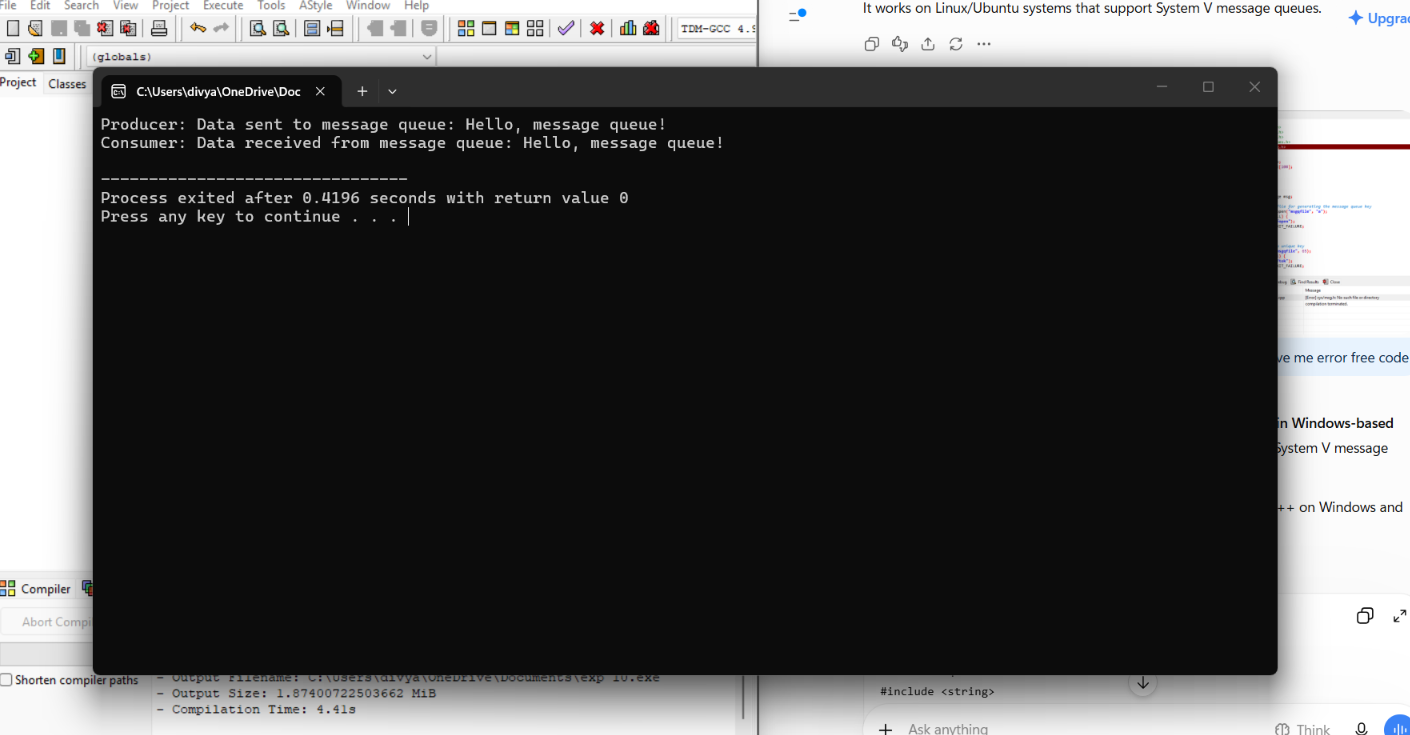 File Edit Search View Project Execute Tools AStyle Window Help
TDM-GCC 4.9
(globals)
Project Classes
C:\Users\divya\OneDrive\Doc
Producer: Data sent to message queue: Hello, message queue!
Consumer: Data received from message queue: Hello, message queue!
--------------------------------
Process exited after 0.4196 seconds with return value 0
Press any key to continue . . .
Compiler
Abort Compi
Shorten compiler paths
- Output Filename: C:\Users\divya\OneDrive\Documents\exp 10.exe
- Output Size: 1.87400722503662 MiB
- Compilation Time: 4.41s
It works on Linux/Ubuntu systems that support System V message queues.
Upgrad
ve me error free code
in Windows-based
System V message
++ on Windows and
#include <string>
Ask anything
Think